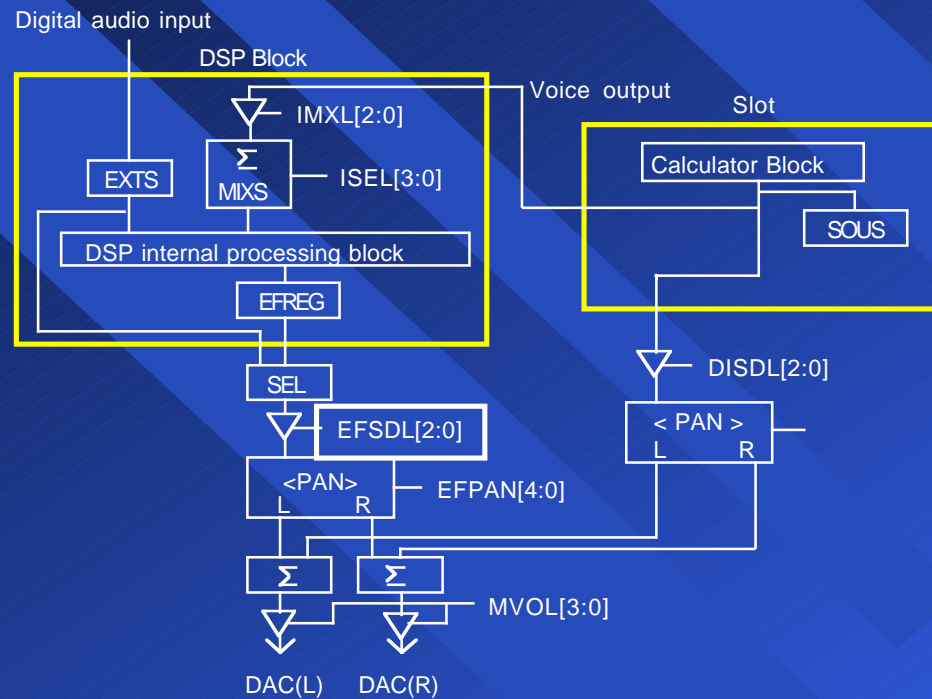 Digital audio input
DSP Block
Voice output
Slot
IMXL[2:0]
Σ
MIXS
ISEL[3:0]
EXTS
Calculator Block
SOUS
DSP internal processing block
EFREG
SEL
DISDL[2:0]
EFSDL[2:0]
< PAN >
L R
<PAN>
L R
EFPAN[4:0]
Σ Σ
MVOL[3:0]
DAC(L) DAC(R)